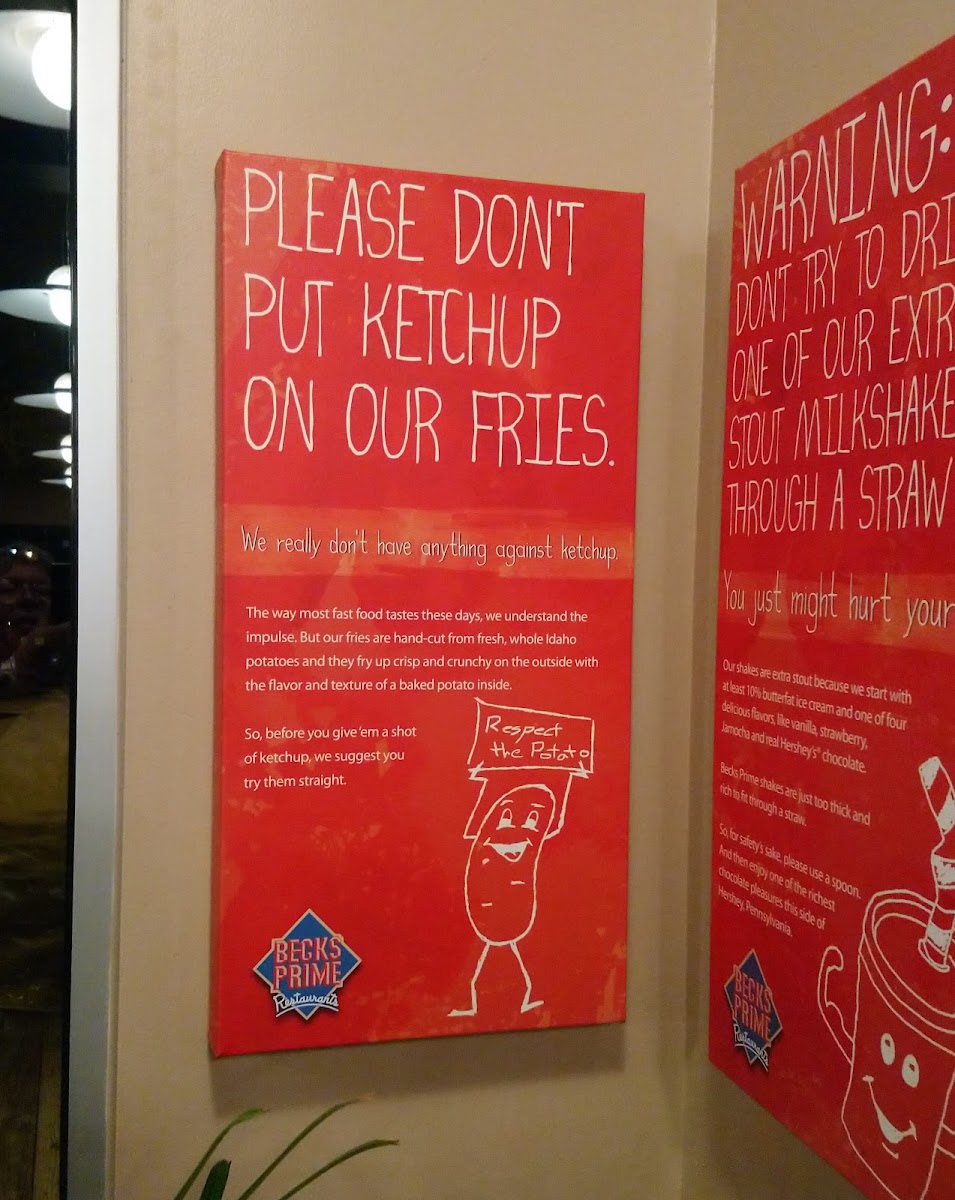 PLEASE DON'T
PUT KETCHUP
ON OUR FRIES.
We really don't have anything against ketchup.
The way most fast food tastes these days, we understand the
impulse. But our fries are hand-cut from fresh, whole Idaho
potatoes and they fry up crisp and crunchy on the outside with
the flavor and texture of a baked potato inside.
So, before you give 'em a shot
of ketchup, we suggest you
try them straight.
Respect
the Potato
BECKS
PRIME
Restaurants
WARNING:
DON'T TRY TO DRI
ONE OF OUR EXTR
STOUT MILKSHAKE
THROUGH A STRAW
You just might hurt your
Our shakes are extra stout because we start with
at least 10% butterfat ice cream and one of four
delicious flavors, like vanilla, strawberry,
Jamocha and real Hershey's® chocolate.
Becks Prime shakes are just too thick and
rich to fit through a straw.
So, for safety's sake, please use a spoon.
And then enjoy one of the richest
chocolate pleasures this side of
Hershey, Pennsylvania.
BECKS
PRIME
Restaurants